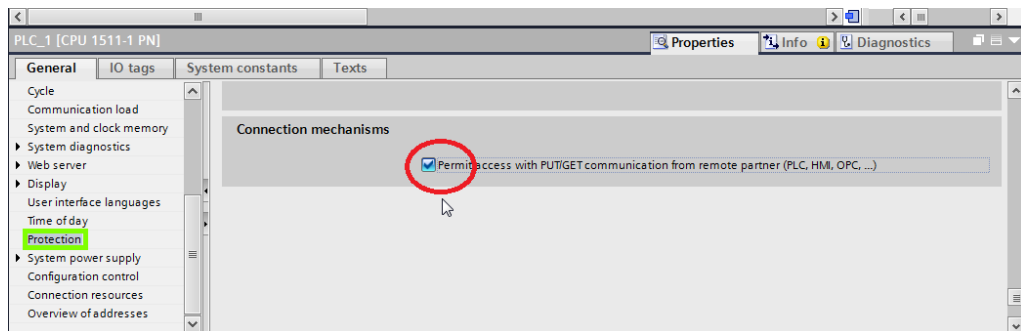 PLC_1 [CPU 1511-1 PN]
Properties Info Diagnostics
General IO tags System constants Texts
Cycle
Communication load
System and clock memory
System diagnostics
Web server
Display
User interface languages
Time of day
Protection
System power supply
Configuration control
Connection resources
Overview of addresses
Connection mechanisms
Permit access with PUT/GET communication from remote partner (PLC, HMI, OPC, ...)